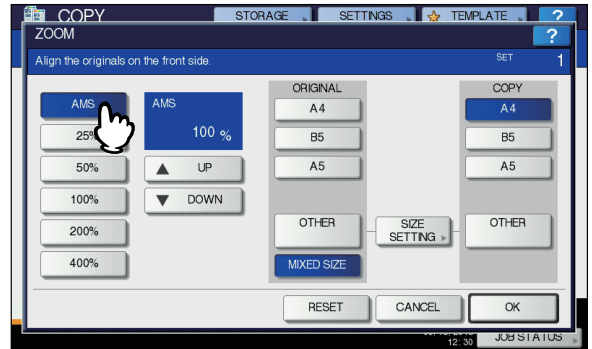 COPY
STORAGE
SETTINGS
TEMPLATE
?
ZOOM
?
Align the originals on the front side.
SET 1
ORIGINAL
COPY
AMS
AMS
100 %
A4
A4
25%
B5
B5
50%
UP
A5
A5
100%
DOWN
200%
OTHER
SIZE
SETTING
OTHER
400%
MIXED SIZE
RESET
CANCEL
OK
12:30
JOB STATUS